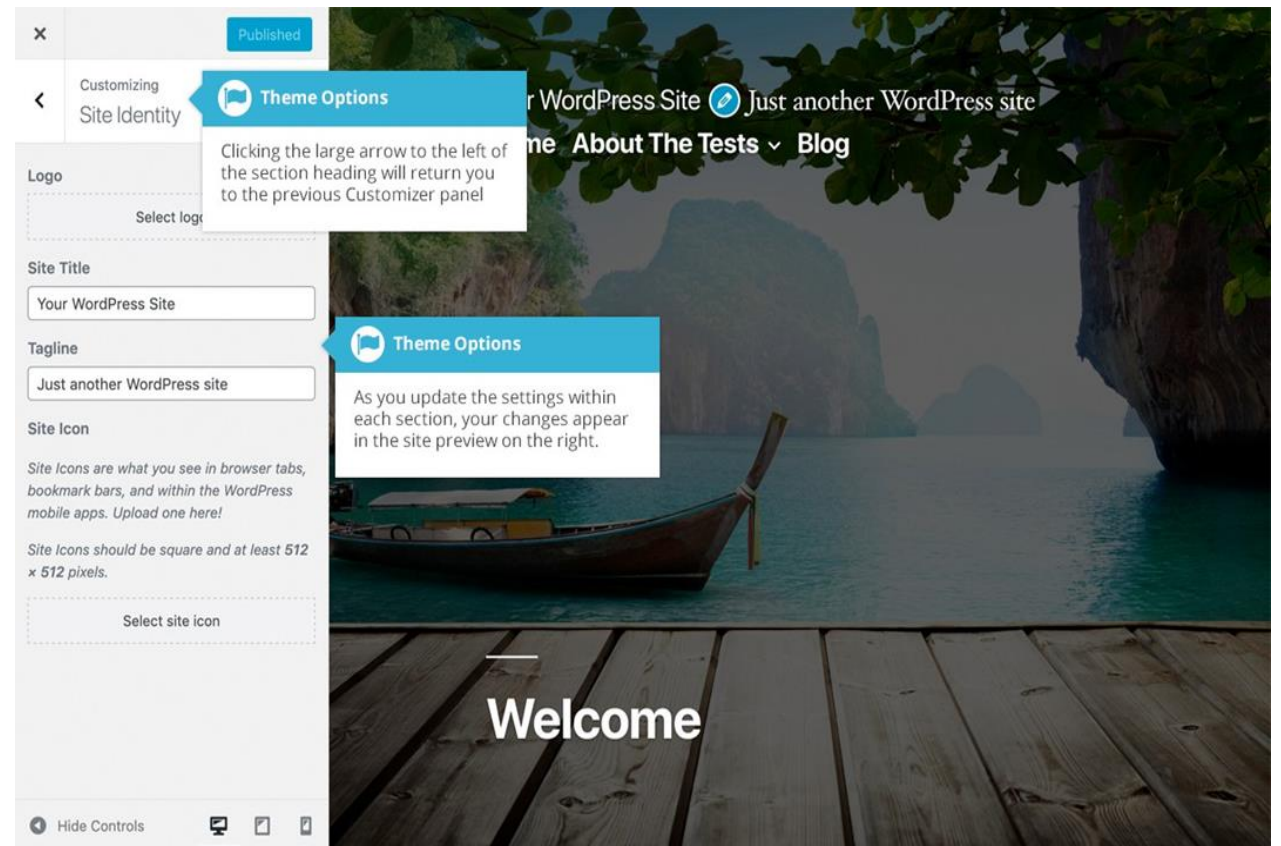 Published
Customizing
Site Identity
Theme Options
Clicking the large arrow to the left of
the section heading will return you
to the previous Customizer panel
Logo
Select logo
Site Title
Your WordPress Site
Tagline
Just another WordPress site
Site Icon
Site Icons are what you see in browser tabs,
bookmark bars, and within the WordPress
mobile apps. Upload one here!
Site Icons should be square and at least 512
× 512 pixels.
Select site icon
Hide Controls
Theme Options
As you update the settings within
each section, your changes appear
in the site preview on the right.
r WordPress Site Just another WordPress site
me About The Tests Blog
Welcome